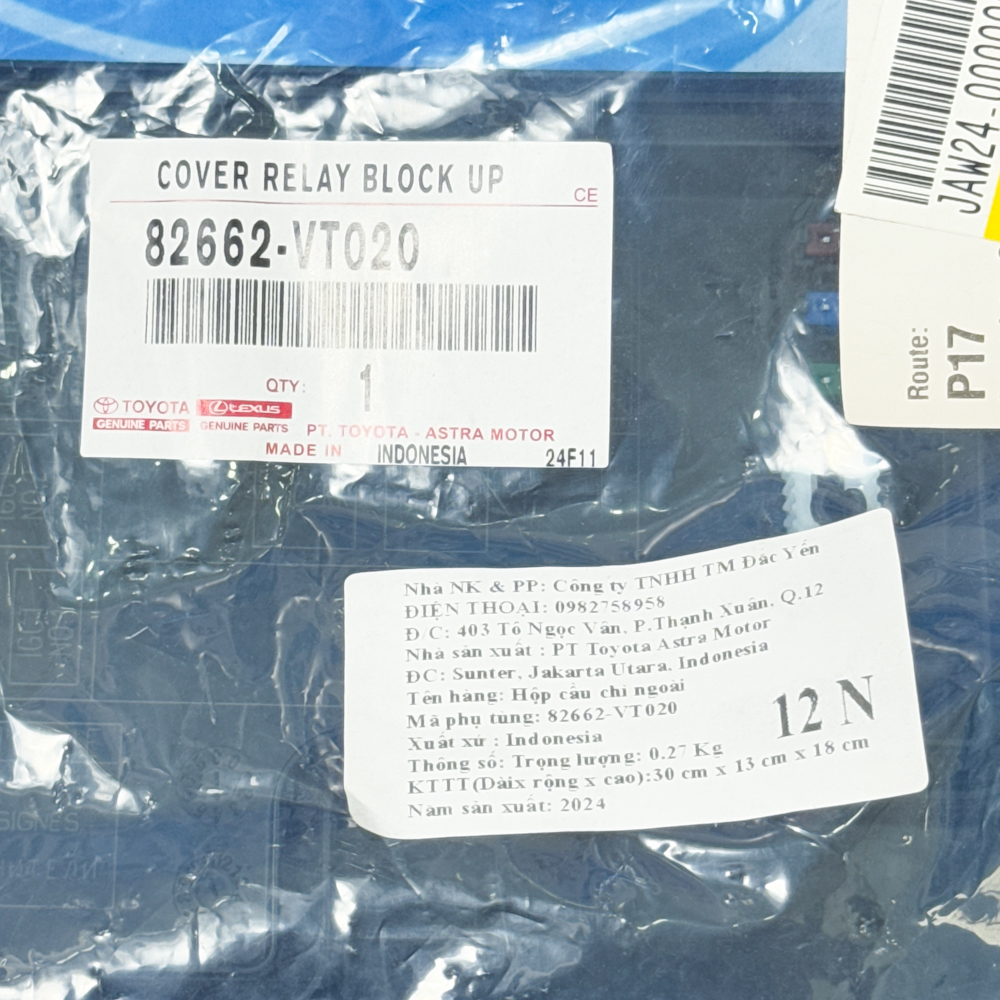 COVER RELAY BLOCK UP
CE
82662-VT020
QTY: 1
TOYOTA LEXUS
GENUINE PARTS GENUINE PARTS PT. TOYOTA - ASTRA MOTOR
MADE IN INDONESIA 24F11
JAW24-00000
Route:
P17
Nhà NK & PP: Công ty TNHH TM Đắc Yến
ĐIỆN THOẠI: 0982758958
Đ/C: 403 Tô Ngọc Vân, P.Thạnh Xuân, Q.12
Nhà sản xuất : PT Toyota Astra Motor
ĐC: Sunter, Jakarta Utara, Indonesia
Tên hàng: Hộp cầu chì ngoài
Mã phụ tùng: 82662-VT020
Xuất xứ : Indonesia
Thông số: Trọng lượng: 0.27 Kg
KTTT(Dàix rộng x cao):30 cm x 13 cm x 18 cm
Năm sản xuất: 2024
12 N
SIGNES